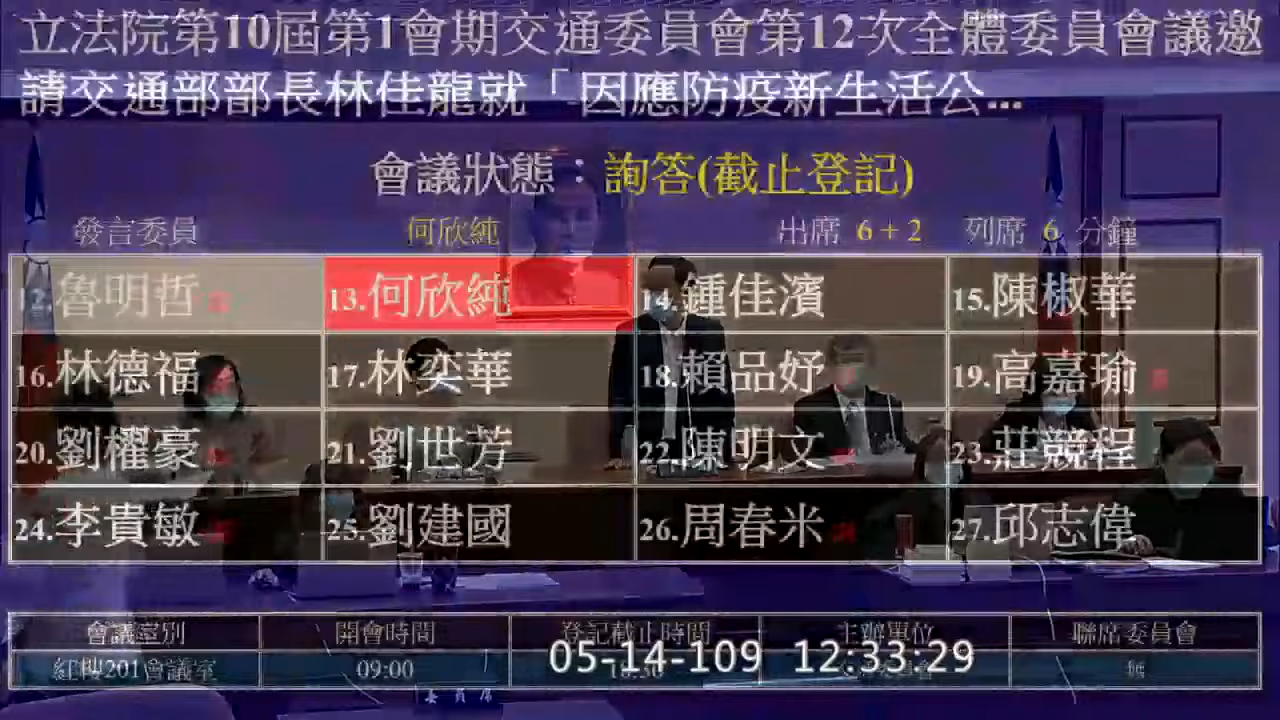 立法院第10屆第1會期交通委員會第12次全體委員會議邀
請交通部部長林佳龍就「因應防疫新生活公...
會議狀態：詢答(截止登記)
發言委員 何欣純 出席 6+2 列席 6 分鐘
12.魯明哲 13.何欣純 14.鍾佳濱 15.陳椒華
16.林德福 17.林奕華 18.賴品妤 19.高嘉瑜
20.劉櫂豪 21.劉世芳 22.陳明文 23.莊競程
24.李貴敏 25.劉建國 26.周春米 27.邱志偉
會議室別 開會時間 登記截止時間 主辦單位 聯席委員會
紅樓201會議室 09:00 無
05-14-109 12:33:29
委員席